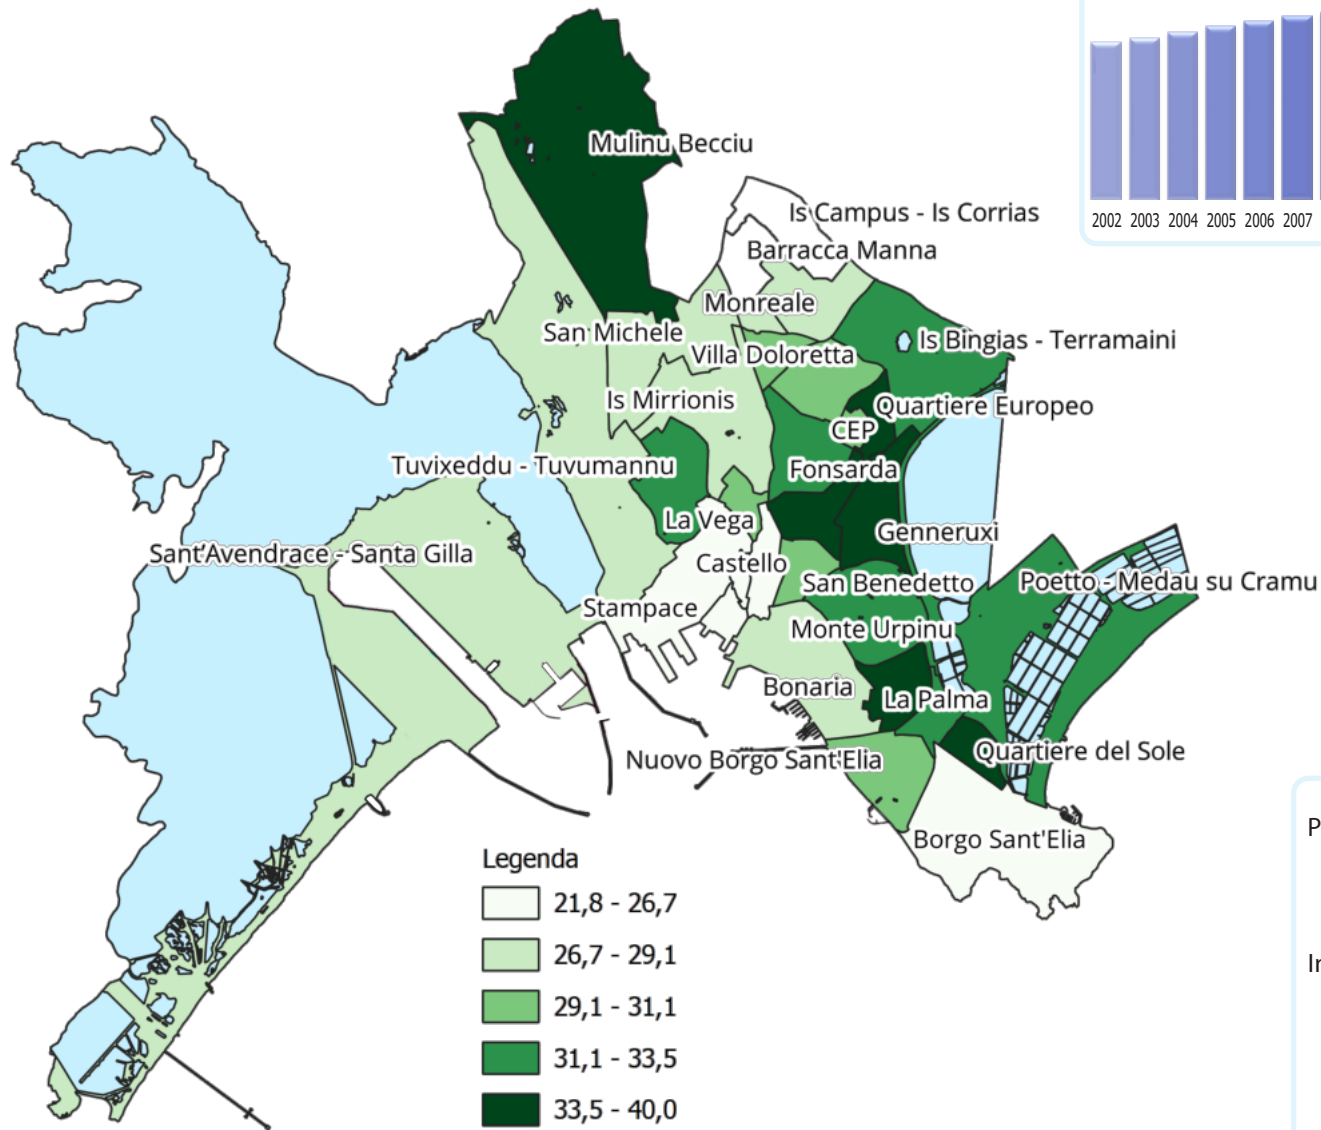 2002 2003 2004 2005 2006 2007
Mulinu Becciu
Is Campus - Is Corrias
Barracca Manna
Monreale
San Michele
Villa Doloretta
Is Bingias - Terramaini
Is Mirrionis
Quartiere Europeo
CEP
Tuvixeddu - Tuvumannu
Fonsarda
La Vega
Genneruxi
Sant'Avendrace - Santa Gilla
Castello
San Benedetto
Poetto - Medau su Cramu
Stampace
Monte Urpinu
Bonaria
La Palma
Nuovo Borgo Sant'Elia
Quartiere del Sole
Borgo Sant'Elia
P
Legenda
21,8 - 26,7
26,7 - 29,1
29,1 - 31,1
31,1 - 33,5
33,5 - 40,0